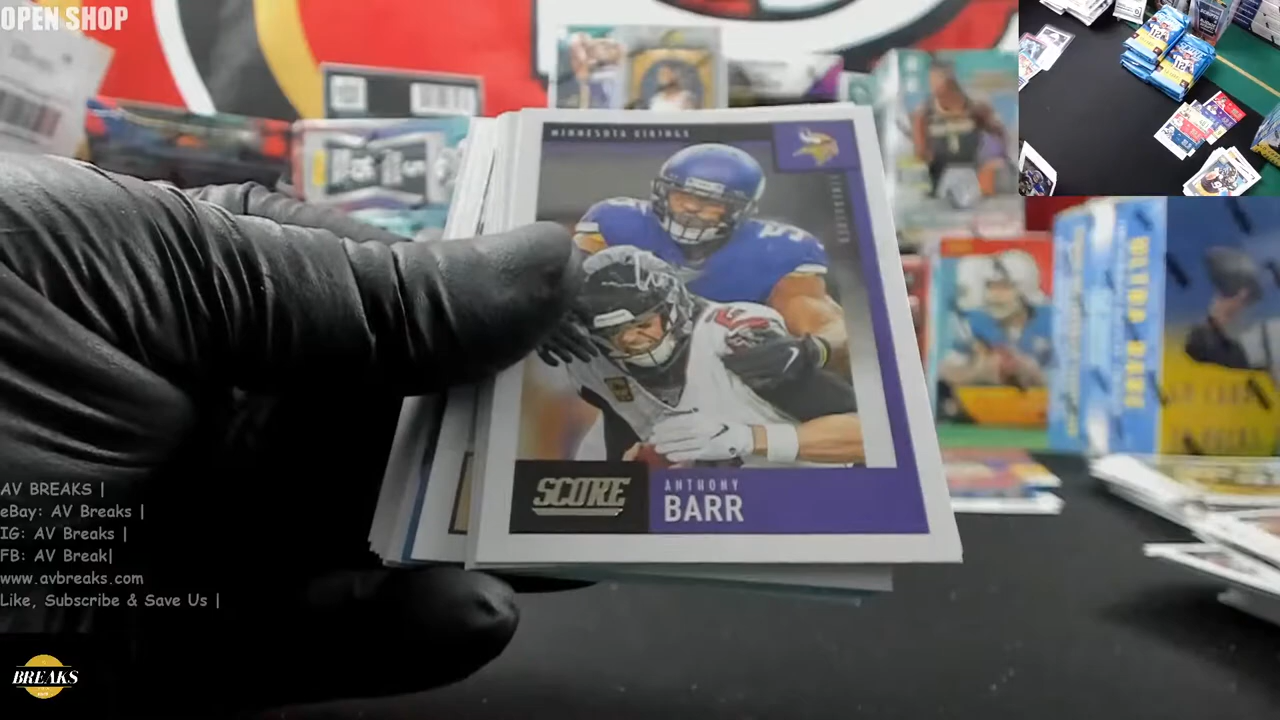 OPEN SHOP
MINNESOTA VIKINGS
SCORE
ANTHONY
BARR
AV BREAKS |
eBay: AV Breaks |
IG: AV Breaks |
FB: AV Break|
www.avbreaks.com
Like, Subscribe & Save Us |
BREAKS